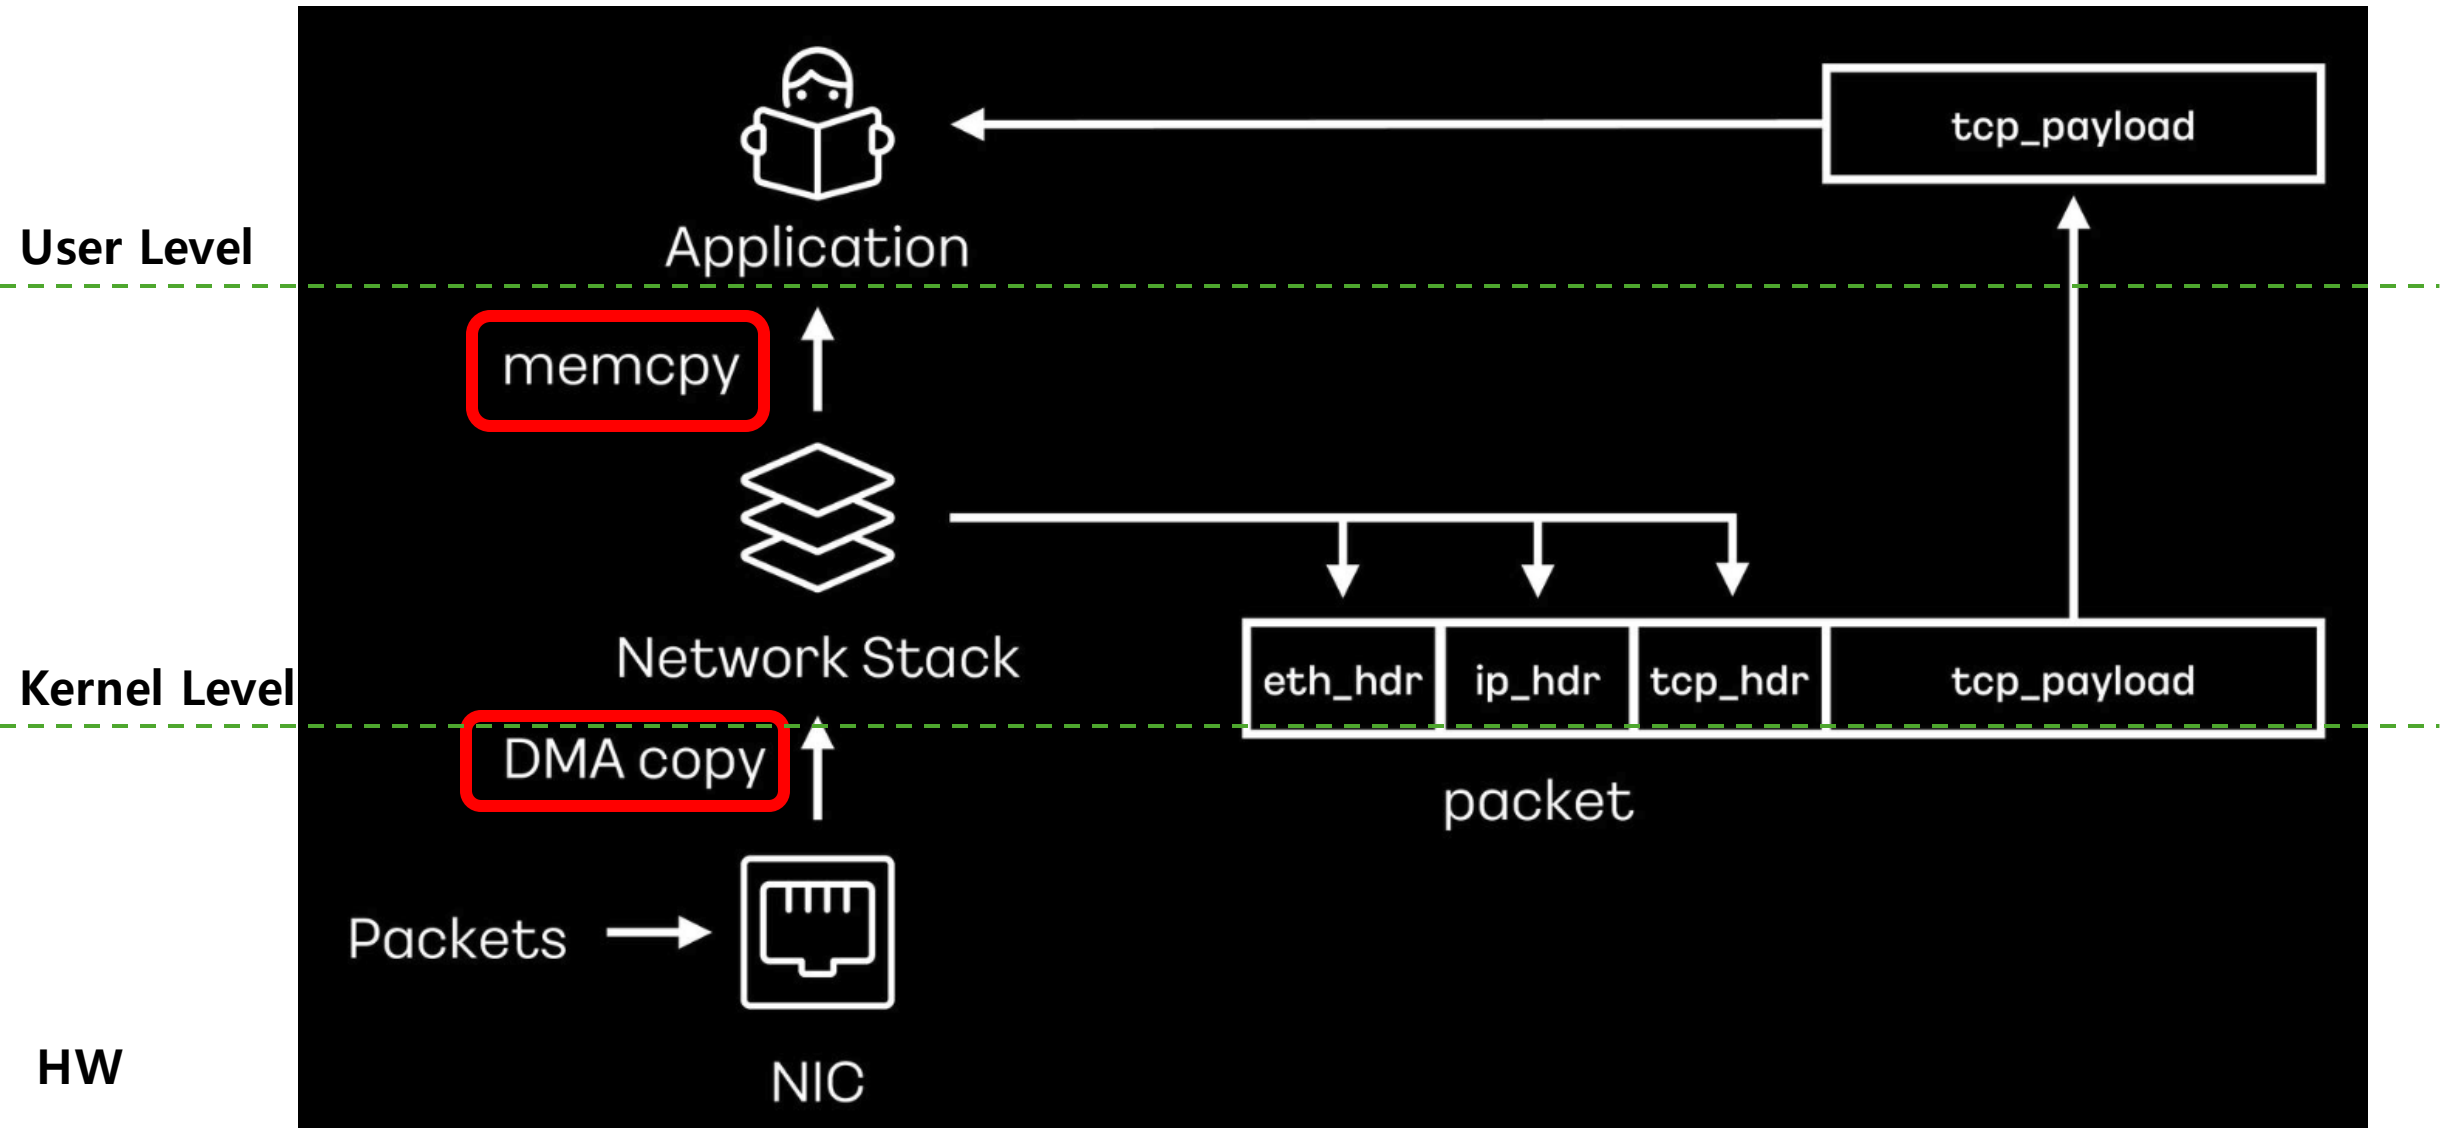 tcp_payload
Application
User Level
memcpy
Network Stack
eth_hdr ip_hdr tcp_hdr tcp_payload
Kernel Level
DMA copy
packet
Packets
HW
NIC